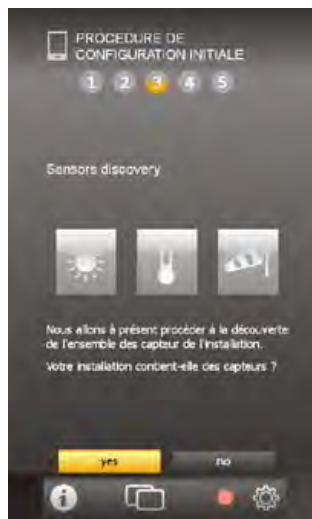 PROCEDURE DE
CONFIGURATION INITIALE
1 2 3 4 5
Sensors discovery
Nous allons à présent procéder à la découverte
de l'ensemble des capteur de l'installation.
Votre installation contient-elle des capteurs ?
yes no